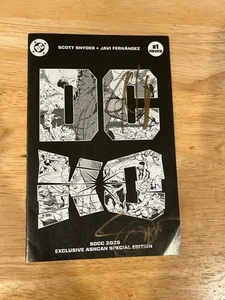 DC
SCOTT SNYDER • JAVI FERNÁNDEZ
#1
DC
KO
SDCC 2025
EXCLUSIVE ASHCAN SPECIAL EDITION